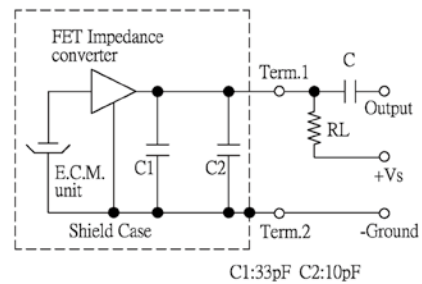 FET Impedance
converter
Term.1
C
Output
RL
+Vs
E.C.M.
unit
C1
C2
Shield Case
Term.2
-Ground
C1:33pF C2:10pF